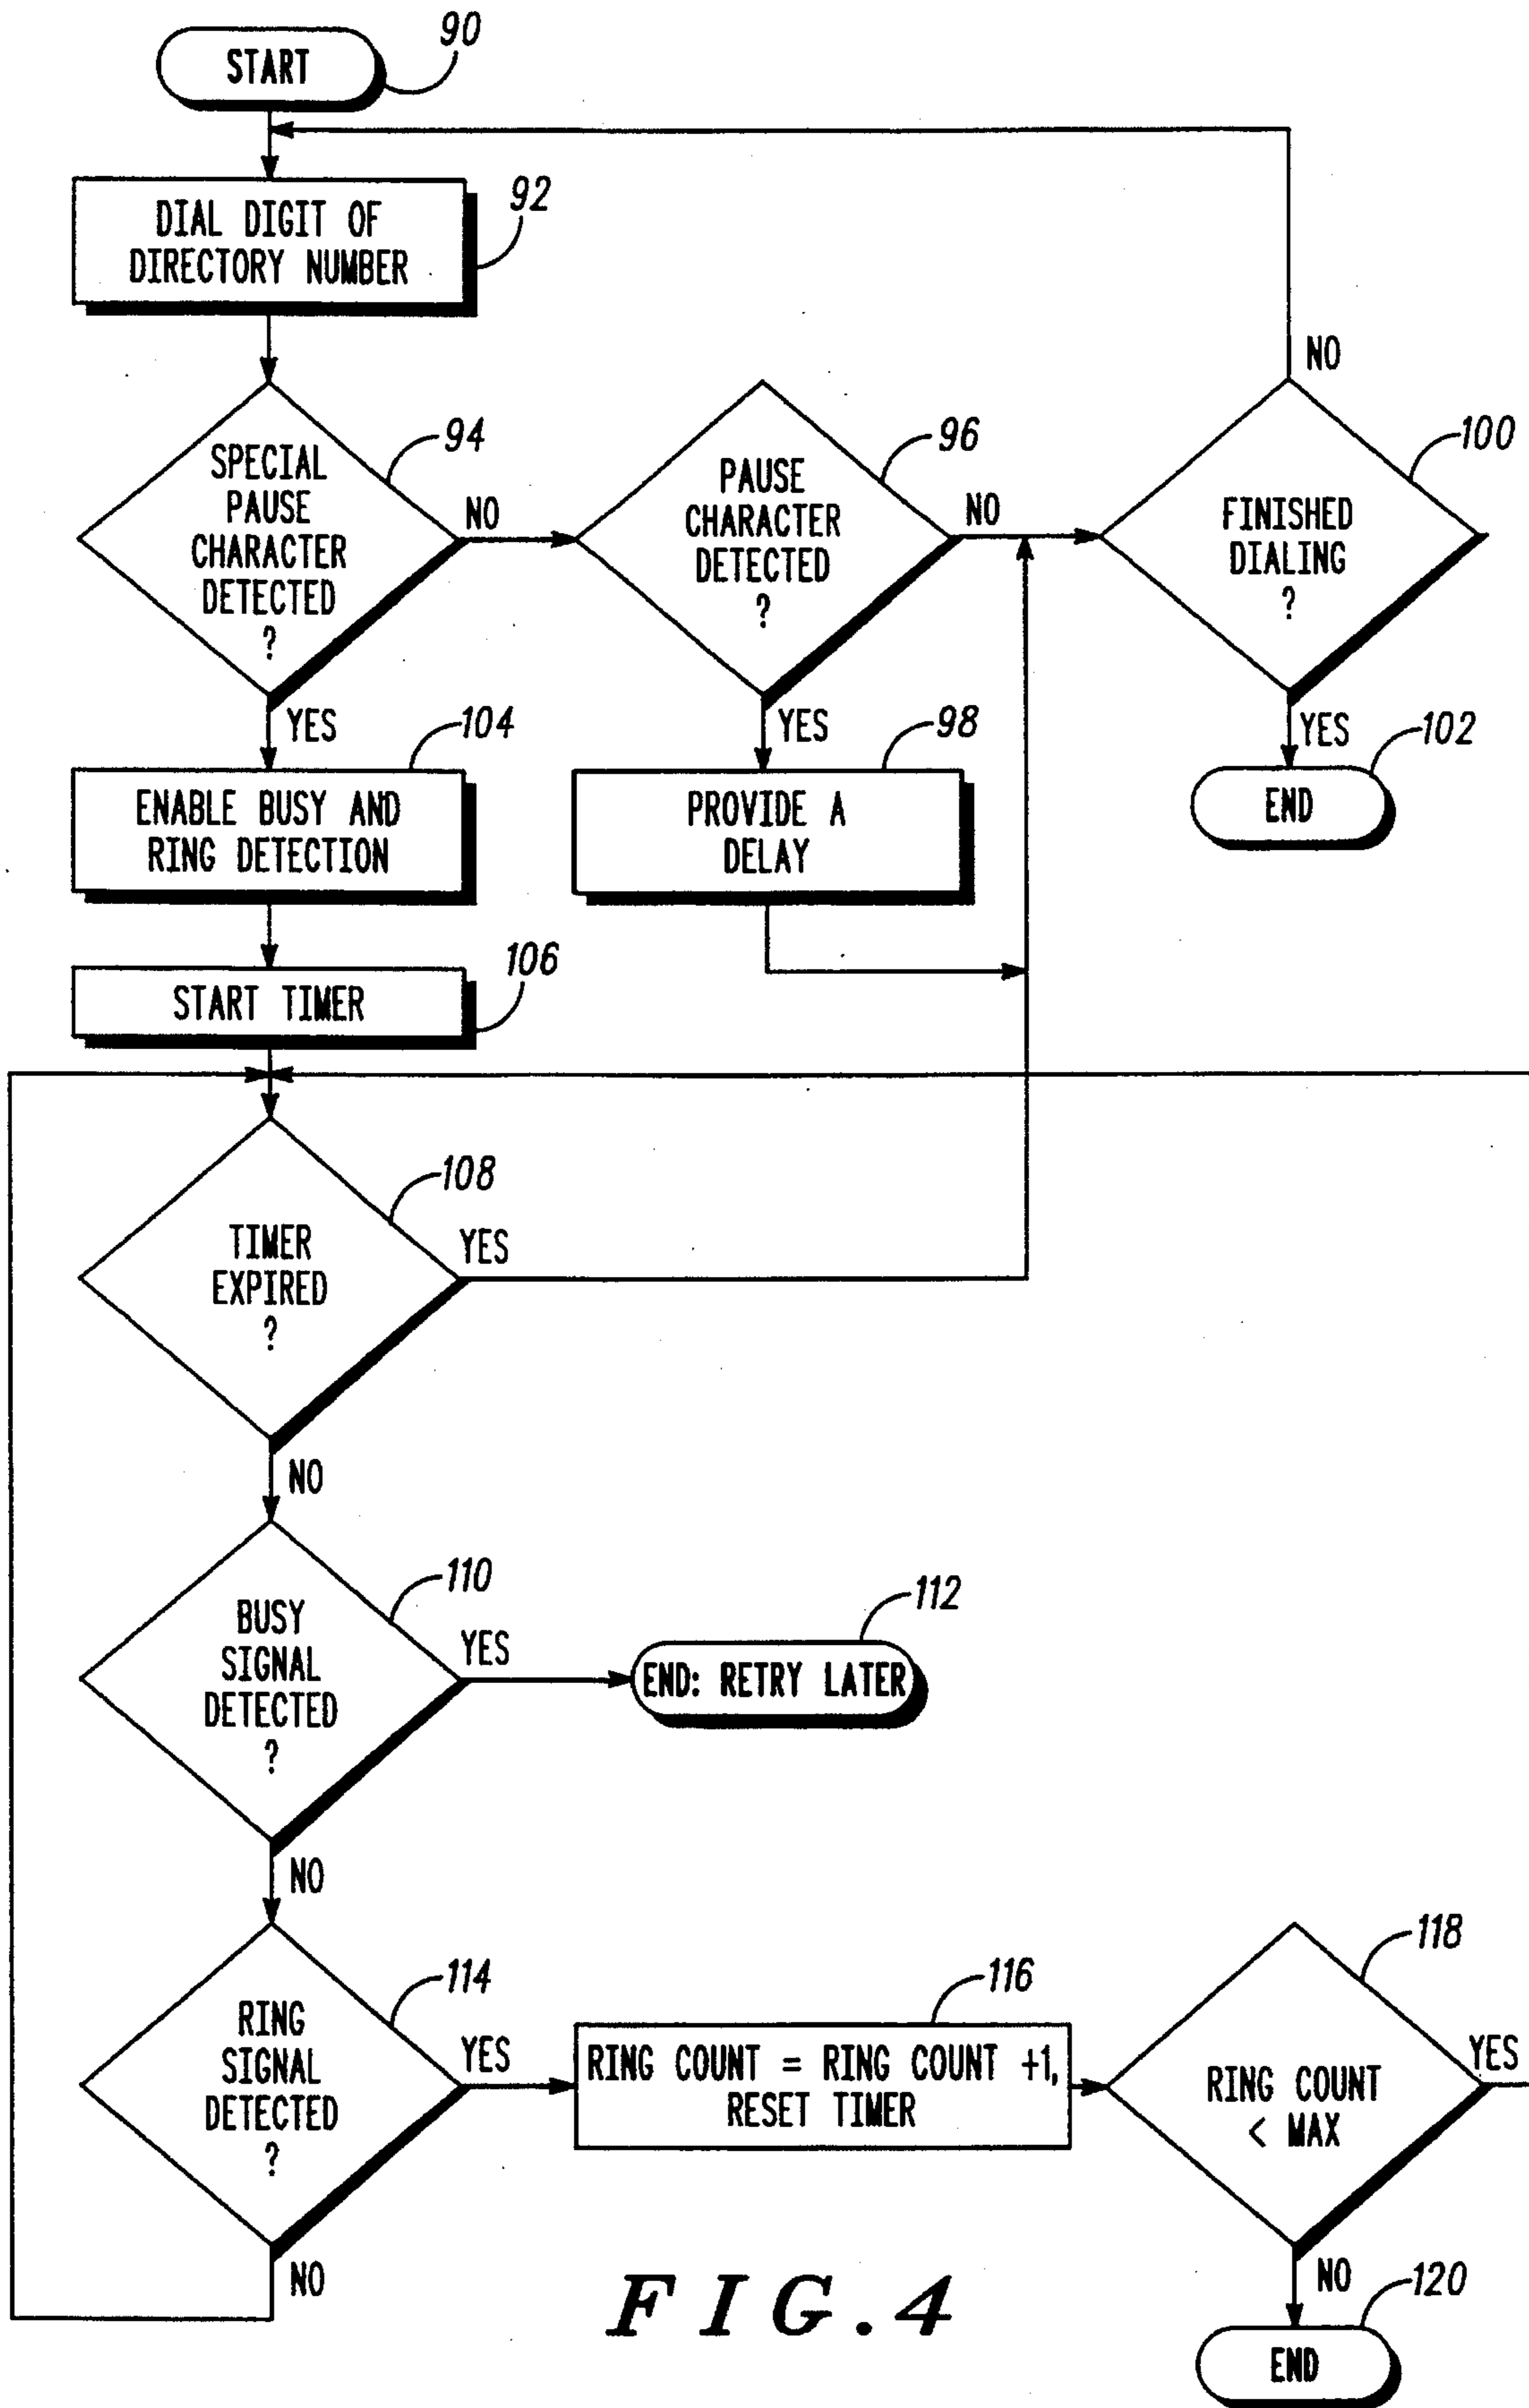 START
90
DIAL DIGIT OF
DIRECTORY NUMBER
92
SPECIAL
PAUSE
CHARACTER
DETECTED
?
94
NO
YES
PAUSE
CHARACTER
DETECTED
?
96
NO
YES
FINISHED
DIALING
?
100
NO
YES
ENABLE BUSY AND
RING DETECTION
104
PROVIDE A
DELAY
98
END
102
START TIMER
106
TIMER
EXPIRED
?
108
YES
NO
BUSY
SIGNAL
DETECTED
?
110
YES
NO
END: RETRY LATER
112
RING
SIGNAL
DETECTED
?
114
YES
NO
RING COUNT = RING COUNT +1,
RESET TIMER
116
RING COUNT
< MAX
118
YES
NO
END
120
FIG.4